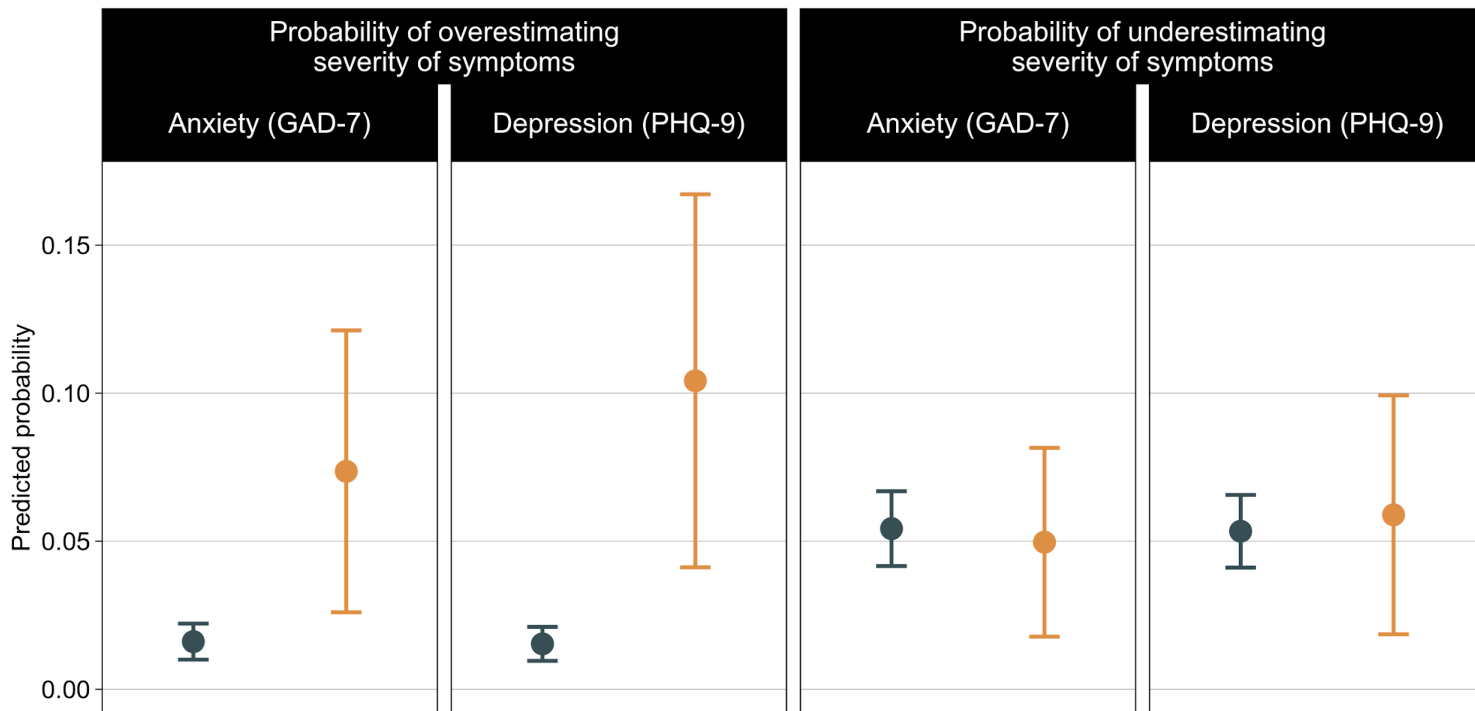 Probability of overestimating
severity of symptoms
Probability of underestimating
severity of symptoms
Anxiety (GAD-7)
Depression (PHQ-9)
Anxiety (GAD-7)
Depression (PHQ-9)
Predicted probability
0.15
0.10
0.05
0.00